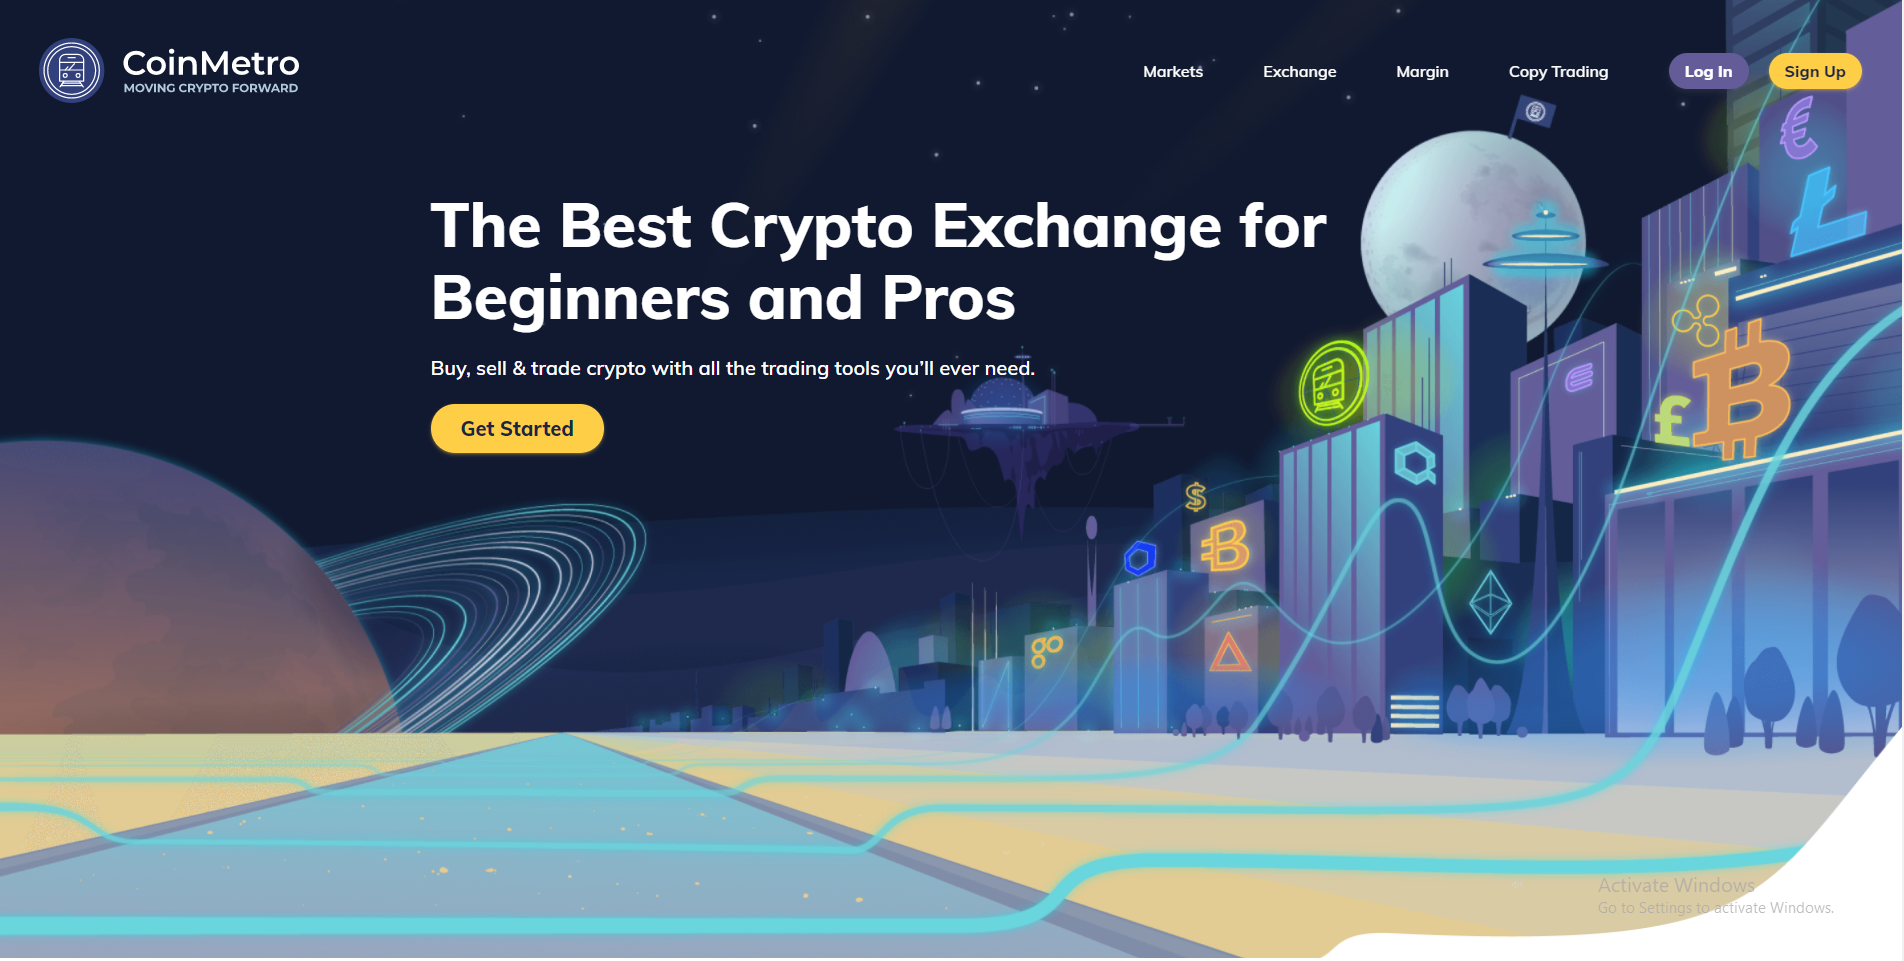 CoinMetro
MOVING CRYPTO FORWARD
Markets
Exchange
Margin
Copy Trading
Log In
Sign Up
The Best Crypto Exchange for
Beginners and Pros
Buy, sell & trade crypto with all the trading tools you'll ever need.
Get Started
Activate Windows
Go to Settings to activate Windows.